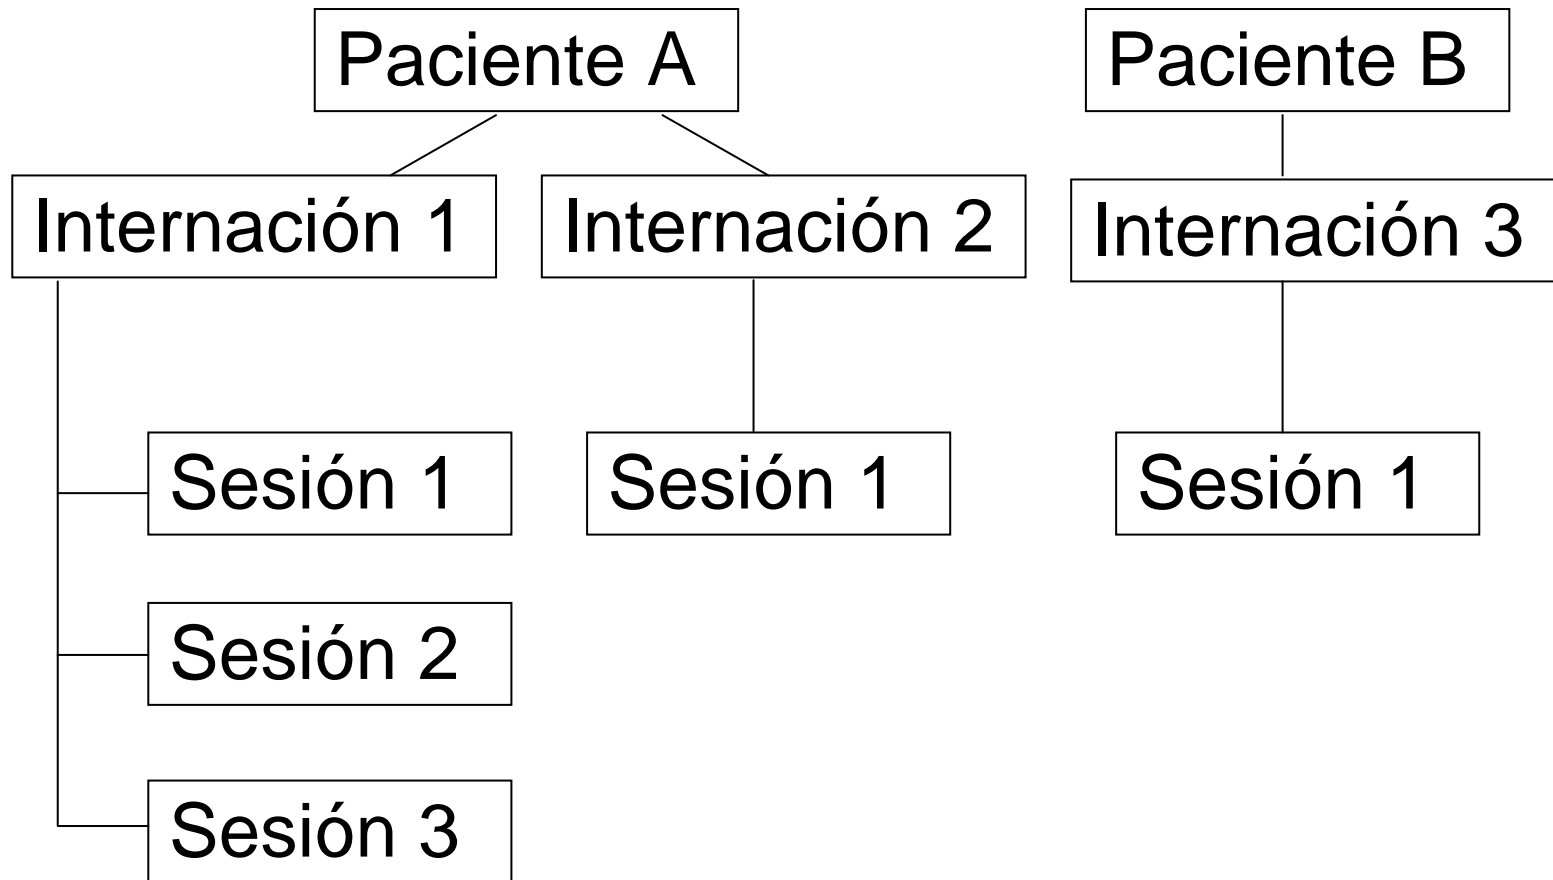 Paciente A
Paciente B
Internación 1
Internación 2
Internación 3
Sesión 1
Sesión 1
Sesión 1
Sesión 2
Sesión 3